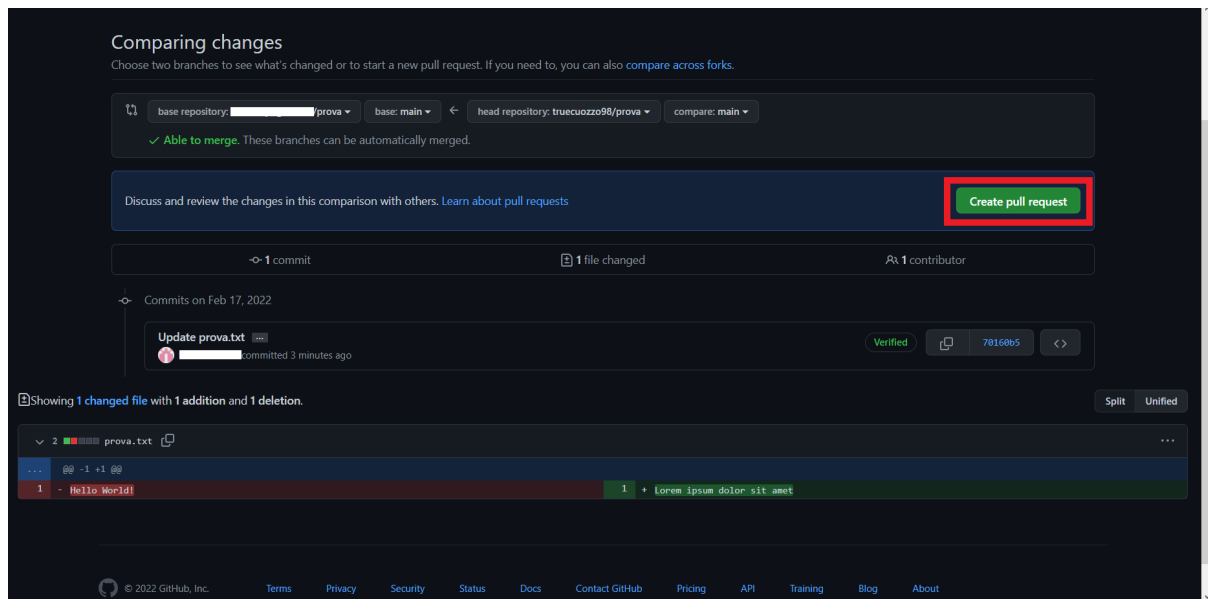 Comparing changes
Choose two branches to see what's changed or to start a new pull request. If you need to, you can also compare across forks.
base repository: /prova base: main ← head repository: truecuozzo98/prova compare: main
✓ Able to merge. These branches can be automatically merged.
Discuss and review the changes in this comparison with others. Learn about pull requests Create pull request
1 commit 1 file changed 1 contributor
Commits on Feb 17, 2022
Update prova.txt ...
committed 3 minutes ago Verified 70160b5 <>
Showing 1 changed file with 1 addition and 1 deletion. Split Unified
2 prova.txt ...
... @@ -1 +1 @@
1 - Hello World! 1 + Lorem ipsum dolor sit amet
© 2022 GitHub, Inc. Terms Privacy Security Status Docs Contact GitHub Pricing API Training Blog About